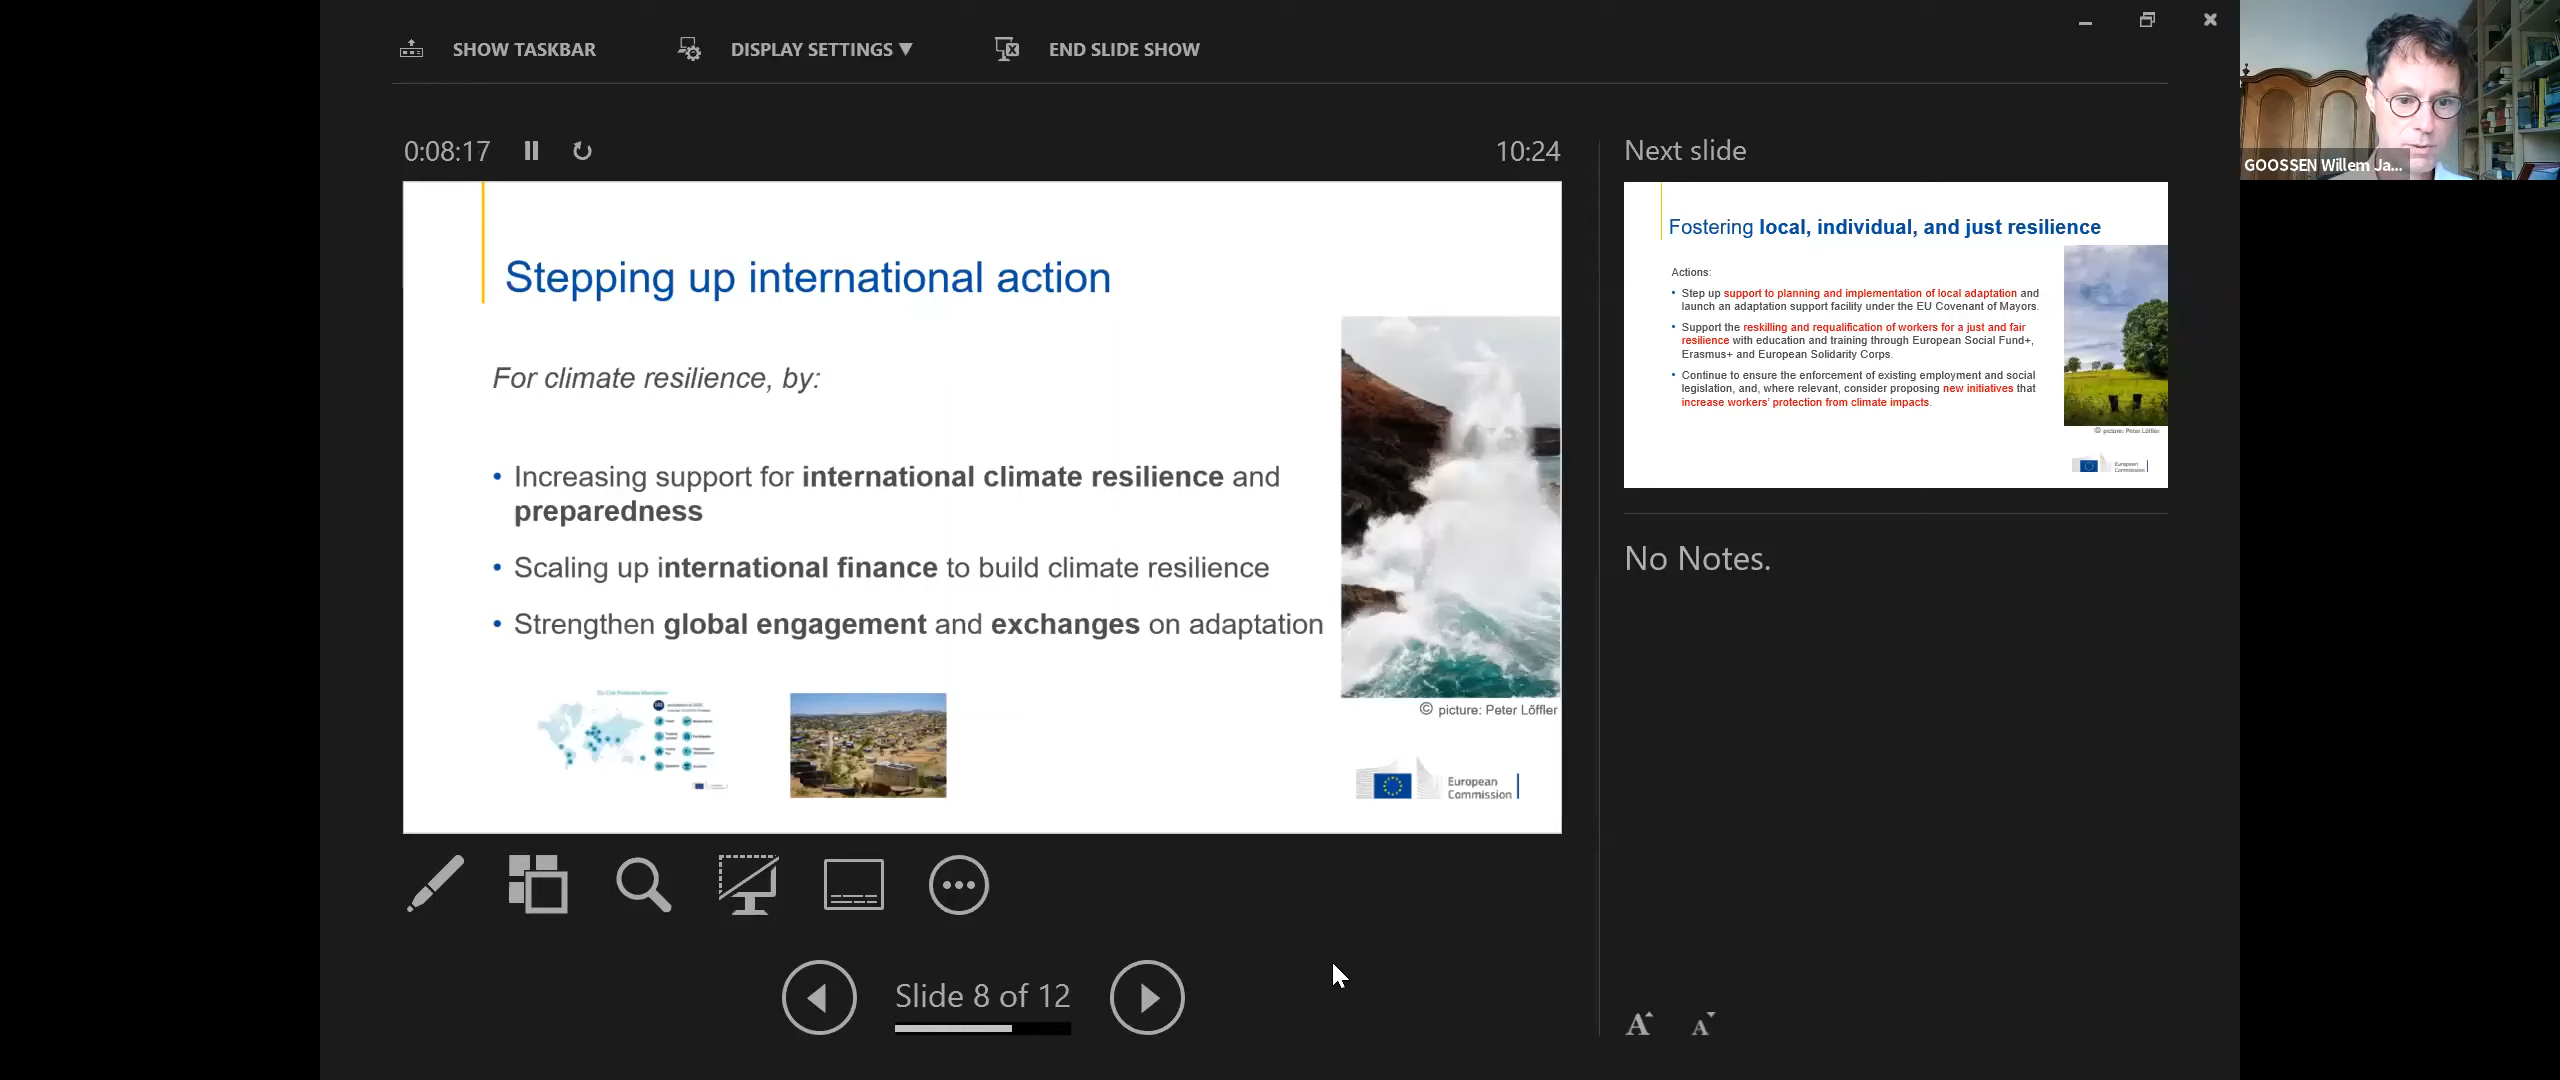 SHOW TASKBAR
DISPLAY SETTINGS ▼
END SLIDE SHOW
0:08:17
10:24
Stepping up international action
For climate resilience, by:
• Increasing support for international climate resilience and
preparedness
• Scaling up international finance to build climate resilience
• Strengthen global engagement and exchanges on adaptation
© picture: Peter Löffler
European
Commission
Slide 8 of 12
Next slide
Fostering local, individual, and just resilience
Actions:
• Step up support to planning and implementation of local adaptation and
launch an adaptation support facility under the EU Covenant of Mayors.
• Support the reskilling and requalification of workers for a just and fair
resilience with education and training through European Social Fund+,
Erasmus+ and European Solidarity Corps.
• Continue to ensure the enforcement of existing employment and social
legislation, and, where relevant, consider proposing new initiatives that
increase workers' protection from climate impacts.
© picture: Peter Löffler
European
Commission
No Notes.
A A
GOOSSEN Willem Ja...